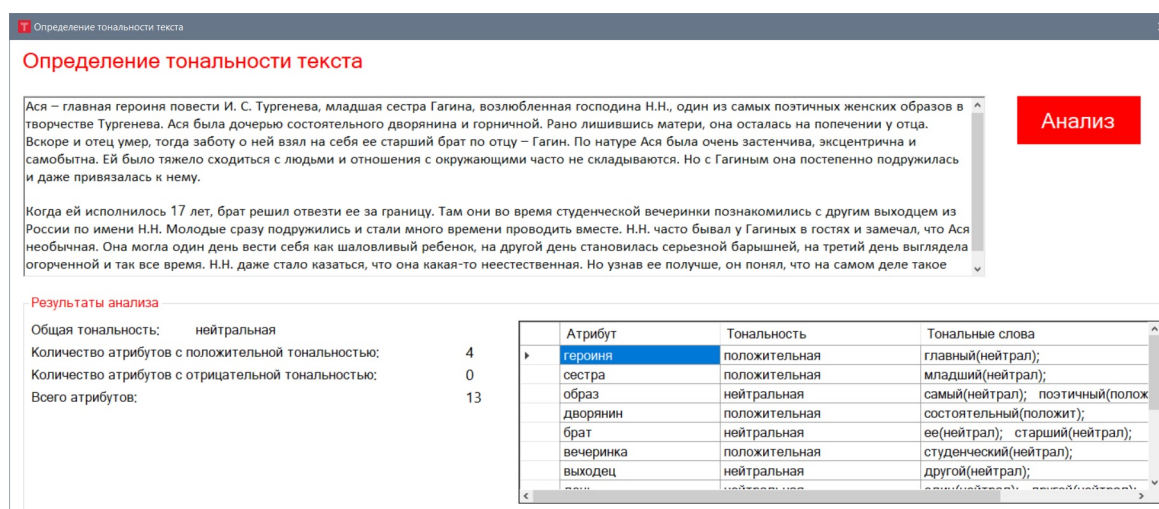 Определение тональности текста
Определение тональности текста
Ася – главная героиня повести И. С. Тургенева, младшая сестра Гагина, возлюбленная господина Н.Н., один из самых поэтичных женских образов в
творчестве Тургенева. Ася была дочерью состоятельного дворянина и горничной. Рано лишившись матери, она осталась на попечении у отца.
Вскоре и отец умер, тогда заботу о ней взял на себя ее старший брат по отцу – Гагин. По натуре Ася была очень застенчива, эксцентрична и
самобытна. Ей было тяжело сходиться с людьми и отношения с окружающими часто не складываются. Но с Гагиным она постепенно подружилась
и даже привязалась к нему.
Когда ей исполнилось 17 лет, брат решил отвезти ее за границу. Там они во время студенческой вечеринки познакомились с другим выходцем из
России по имени Н.Н. Молодые сразу подружились и стали много времени проводить вместе. Н.Н. часто бывал у Гагиных в гостях и замечал, что Ася
необычная. Она могла один день вести себя как шаловливый ребенок, на другой день становилась серьезной барышней, на третий день выглядела
огорченной и так все время. Н.Н. даже стало казаться, что она какая-то неестественная. Но узнав ее получше, он понял, что на самом деле такое
Анализ
Результаты анализа
Общая тональность: нейтральная
Количество атрибутов с положительной тональностью: 4
Количество атрибутов с отрицательной тональностью: 0
Всего атрибутов: 13
Атрибут Тональность Тональные слова
героиня положительная главный(нейтрал);
сестра положительная младший(нейтрал);
образ нейтральная самый(нейтрал); поэтичный(полож
дворянин положительная состоятельный(положит);
брат нейтральная ее(нейтрал); старший(нейтрал);
вечеринка положительная студенческий(нейтрал);
выходец нейтральная другой(нейтрал);